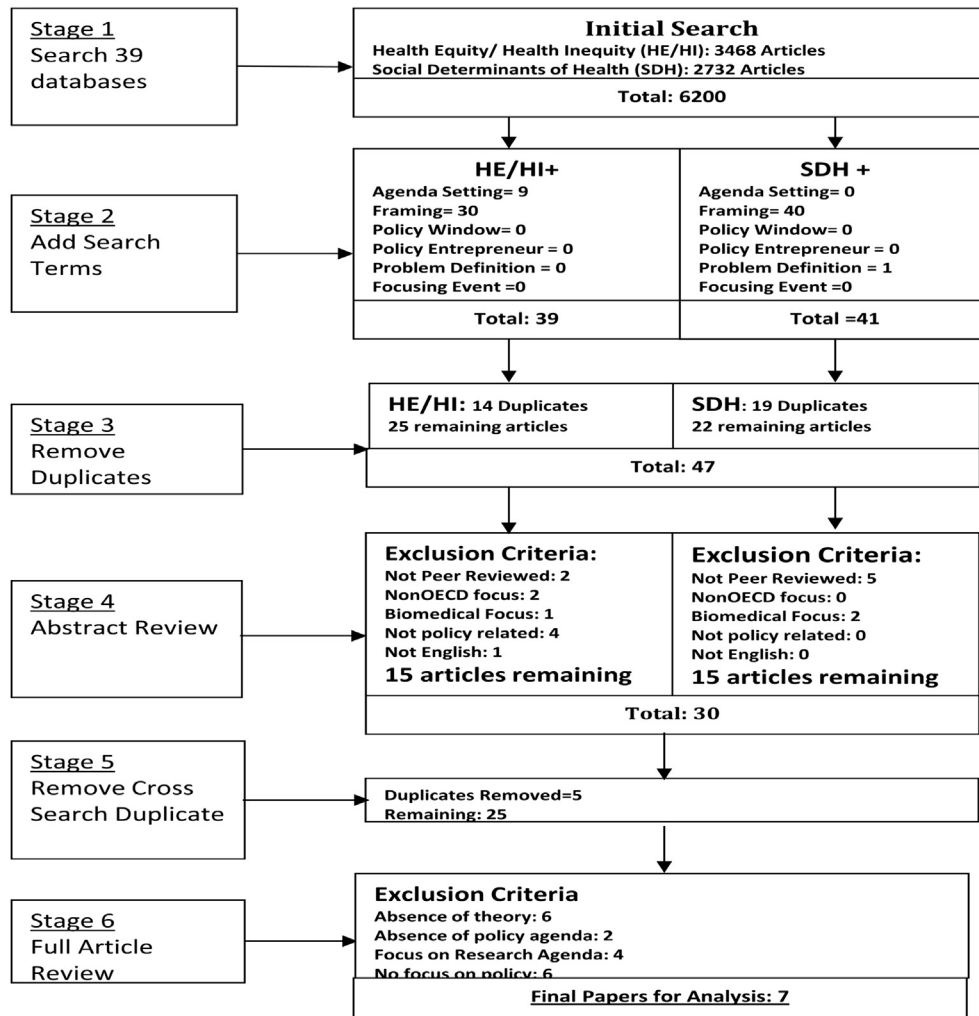 Stage 1
Search 39
databases
Initial Search
Health Equity/ Health Inequity (HE/HI): 3468 Articles
Social Determinants of Health (SDH): 2732 Articles
Total: 6200
Stage 2
Add Search
Terms
HE/HI+
Agenda Setting= 9
Framing= 30
Policy Window= 0
Policy Entrepreneur = 0
Problem Definition = 0
Focusing Event =0
Total: 39
SDH +
Agenda Setting= 0
Framing= 40
Policy Window= 0
Policy Entrepreneur = 0
Problem Definition = 1
Focusing Event =0
Total =41
Stage 3
Remove
Duplicates
HE/HI: 14 Duplicates
25 remaining articles
SDH: 19 Duplicates
22 remaining articles
Total: 47
Stage 4
Abstract Review
Exclusion Criteria:
Not Peer Reviewed: 2
NonOECD focus: 2
Biomedical Focus: 1
Not policy related: 4
Not English: 1
15 articles remaining
Exclusion Criteria:
Not Peer Reviewed: 5
NonOECD focus: 0
Biomedical Focus: 2
Not policy related: 0
Not English: 0
15 articles remaining
Total: 30
Stage 5
Remove Cross
Search Duplicate
Duplicates Removed=5
Remaining: 25
Stage 6
Full Article
Review
Exclusion Criteria
Absence of theory: 6
Absence of policy agenda: 2
Focus on Research Agenda: 4
No focus on policy: 6
Final Papers for Analysis: 7